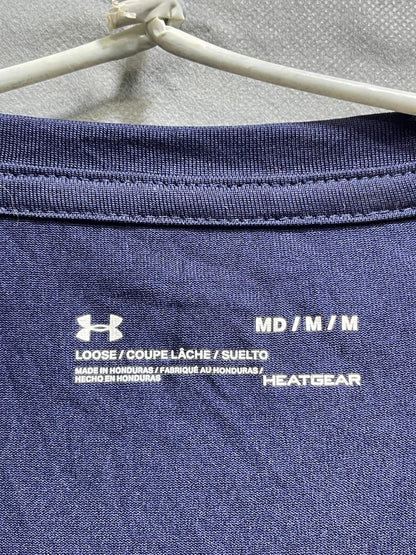 MD / M / M
LOOSE / COUPE LÂCHE / SUELTO
MADE IN HONDURAS / FABRIQUÉ AU HONDURAS /
HECHO EN HONDURAS
HEATGEAR